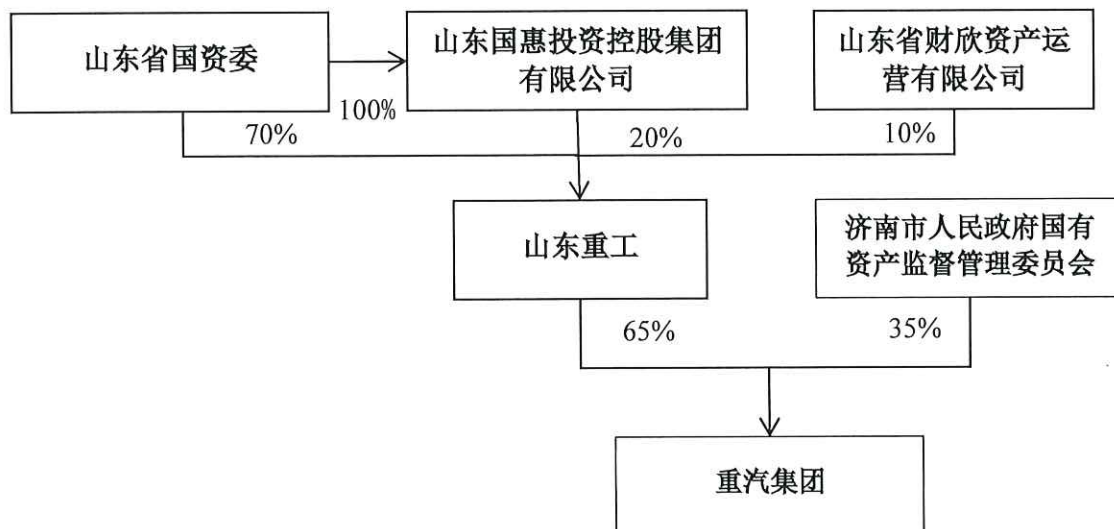 山东省国资委
山东国惠投资控股集团
有限公司
山东省财欣资产运
营有限公司
100%
70%
20%
10%
山东重工
济南市人民政府国有
资产监督管理委员会
65%
35%
重汽集团